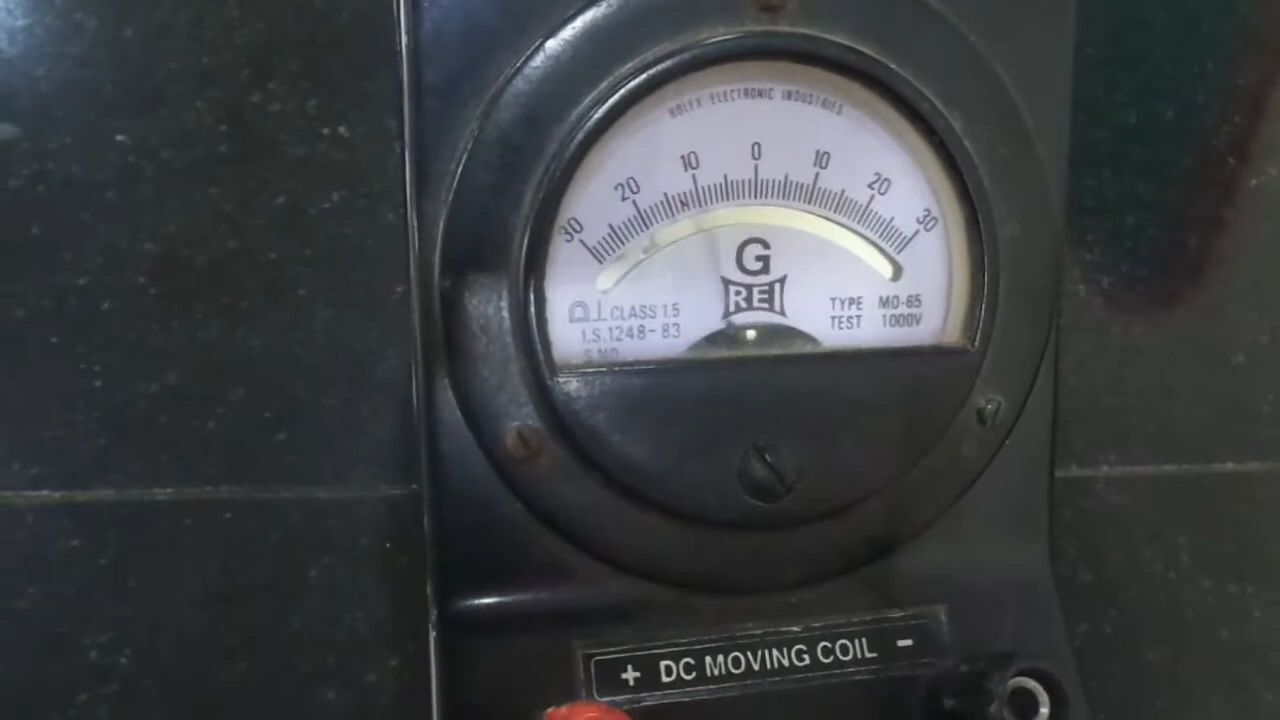 ELECTRONIC INDUSTRIES
30 20 10 0 10 20 30
G
REI
CLASS 1.5
I.S.1248-83
S.NO.
TYPE MO-65
TEST 1000V
+ DC MOVING COIL -